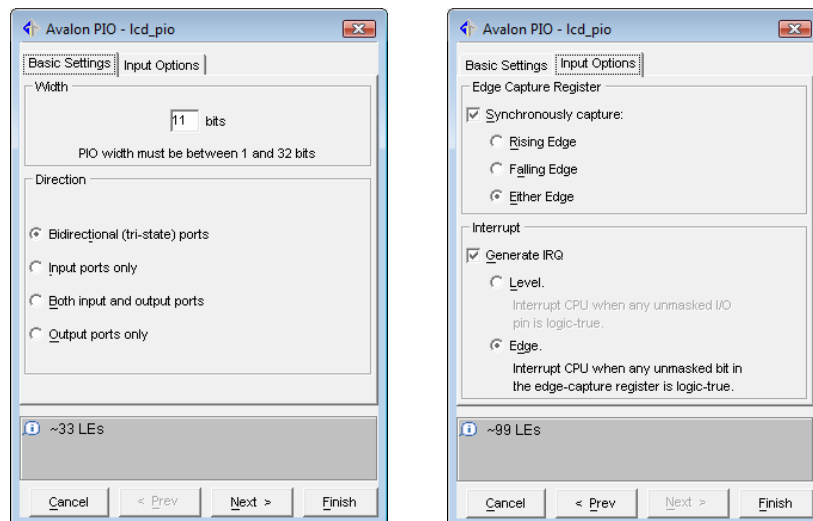 Avalon PIO - lcd_pio
Basic Settings
Input Options
Width
11 bits
PIO width must be between 1 and 32 bits
Direction
Bidirectional (tri-state) ports
Input ports only
Both input and output ports
Output ports only
~33 LEs
Cancel
< Prev
Next >
Finish
Avalon PIO - lcd_pio
Basic Settings
Input Options
Edge Capture Register
Synchronously capture:
Rising Edge
Falling Edge
Either Edge
Interrupt
Generate IRQ
Level.
Interrupt CPU when any unmasked I/O
pin is logic-true.
Edge.
Interrupt CPU when any unmasked bit in
the edge-capture register is logic-true.
~99 LEs
Cancel
< Prev
Next >
Finish